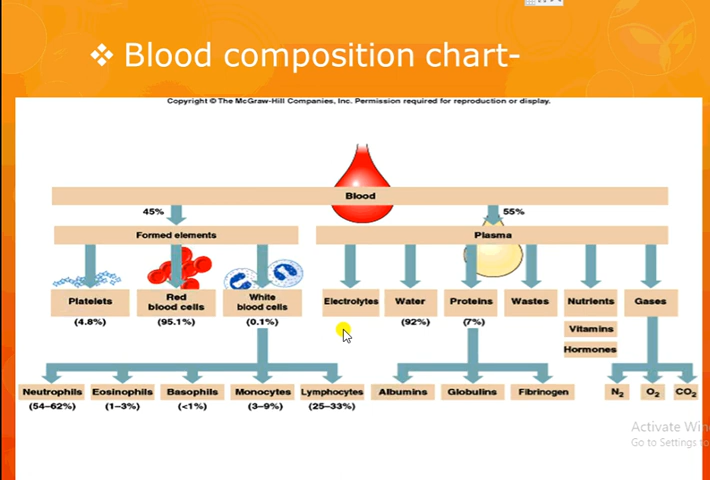 ❖ Blood composition chart-
Copyright © The McGraw-Hill Companies, Inc. Permission required for reproduction or display.
Blood
45%
55%
Formed elements
Plasma
Platelets
(4.8%)
Red
blood cells
(95.1%)
White
blood cells
(0.1%)
Electrolytes
Water
(92%)
Proteins
(7%)
Wastes
Nutrients
Vitamins
Hormones
Gases
Neutrophils
(54–62%)
Eosinophils
(1–3%)
Basophils
(<1%)
Monocytes
(3–9%)
Lymphocytes
(25–33%)
Albumins
Globulins
Fibrinogen
N₂
O₂
CO₂
Activate
Go to Settings